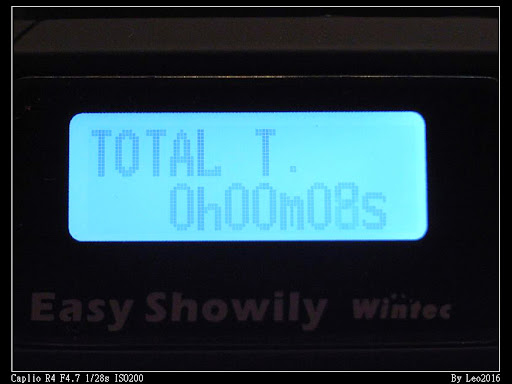 TOTAL T.
0h00m08s
Easy Showily Wintec
Caplio R4 F4.7 1/28s ISO200
By Leo2016